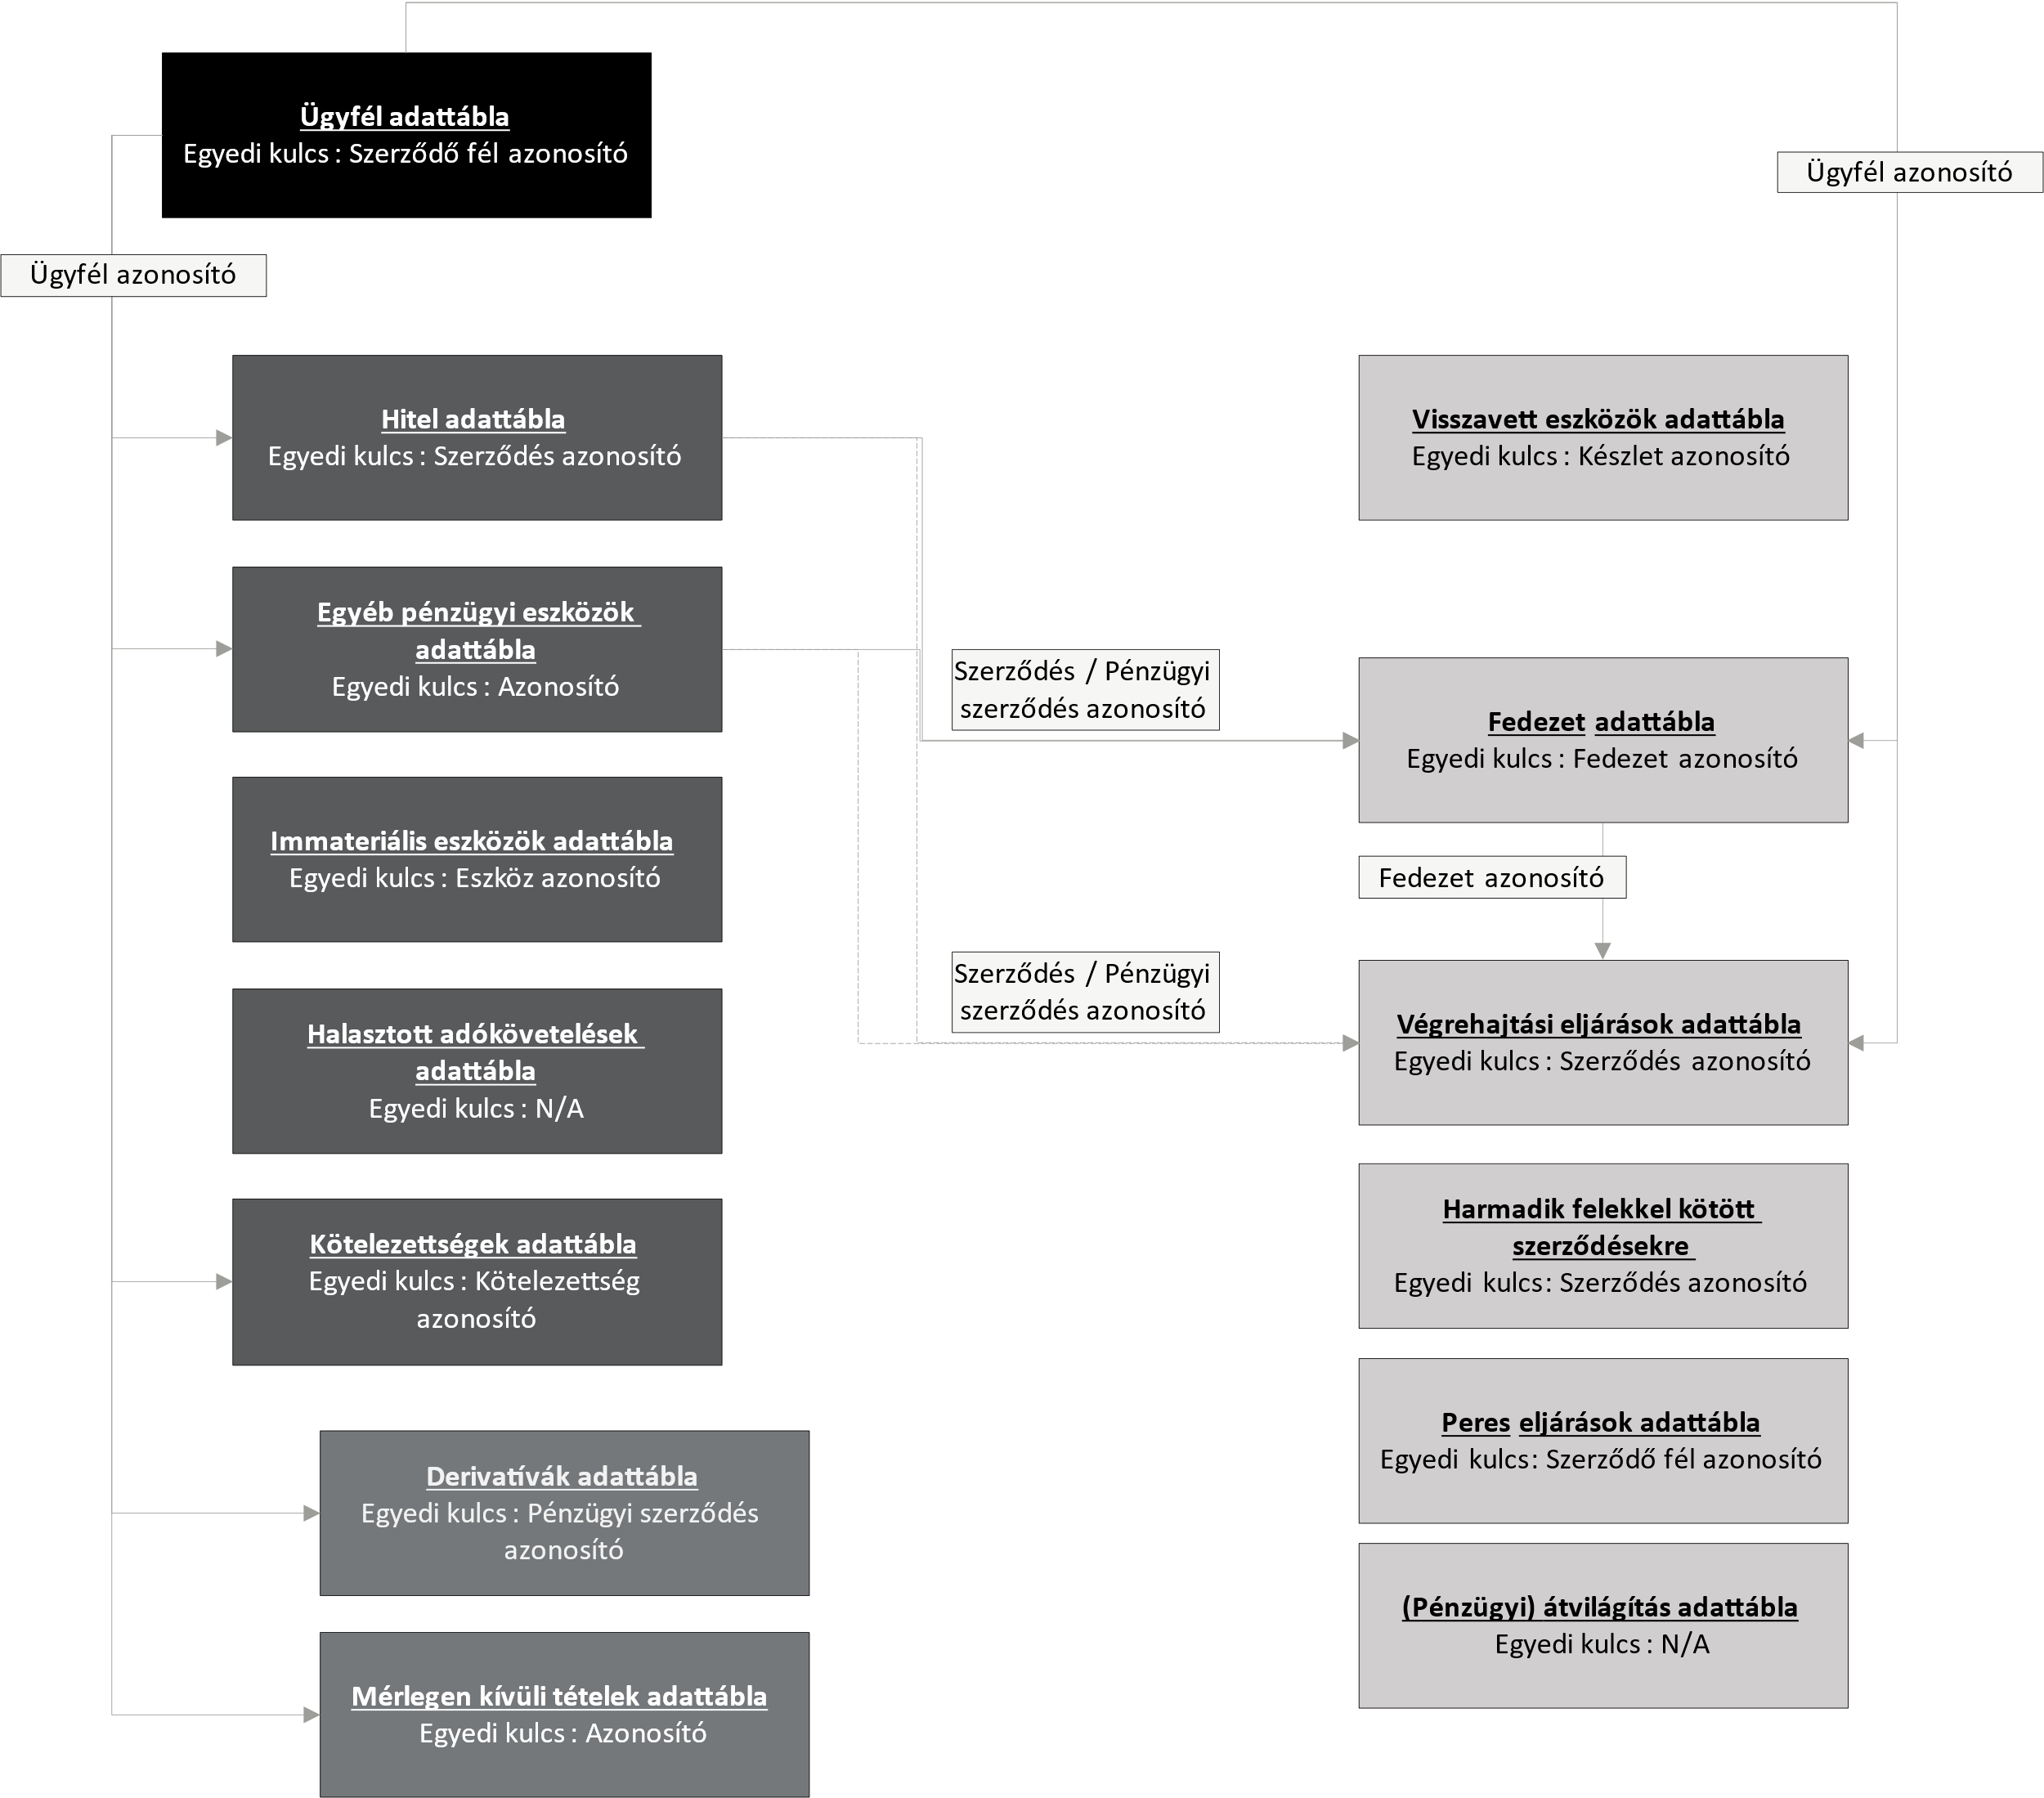 Ügyfél adattábla
Egyedi kulcs : Szerződő fél azonosító
Ügyfél azonosító
Ügyfél azonosító
Hitel adattábla
Egyedi kulcs : Szerződés azonosító
Visszavett eszközök adattábla
Egyedi kulcs : Készlet azonosító
Egyéb pénzügyi eszközök
adattábla
Egyedi kulcs : Azonosító
Szerződés / Pénzügyi
szerződés azonosító
Fedezet adattábla
Egyedi kulcs : Fedezet azonosító
Immateriális eszközök adattábla
Egyedi kulcs : Eszköz azonosító
Fedezet azonosító
Szerződés / Pénzügyi
szerződés azonosító
Halasztott adókövetelések
adattábla
Egyedi kulcs : N/A
Végrehajtási eljárások adattábla
Egyedi kulcs : Szerződés azonosító
Kötelezettségek adattábla
Egyedi kulcs : Kötelezettség
azonosító
Harmadik felekkel kötött
szerződésekre
Egyedi kulcs: Szerződés azonosító
Derivatívák adattábla
Egyedi kulcs : Pénzügyi szerződés
azonosító
Peres eljárások adattábla
Egyedi kulcs: Szerződő fél azonosító
Mérlegen kívüli tételek adattábla
Egyedi kulcs : Azonosító
(Pénzügyi) átvilágítás adattábla
Egyedi kulcs : N/A